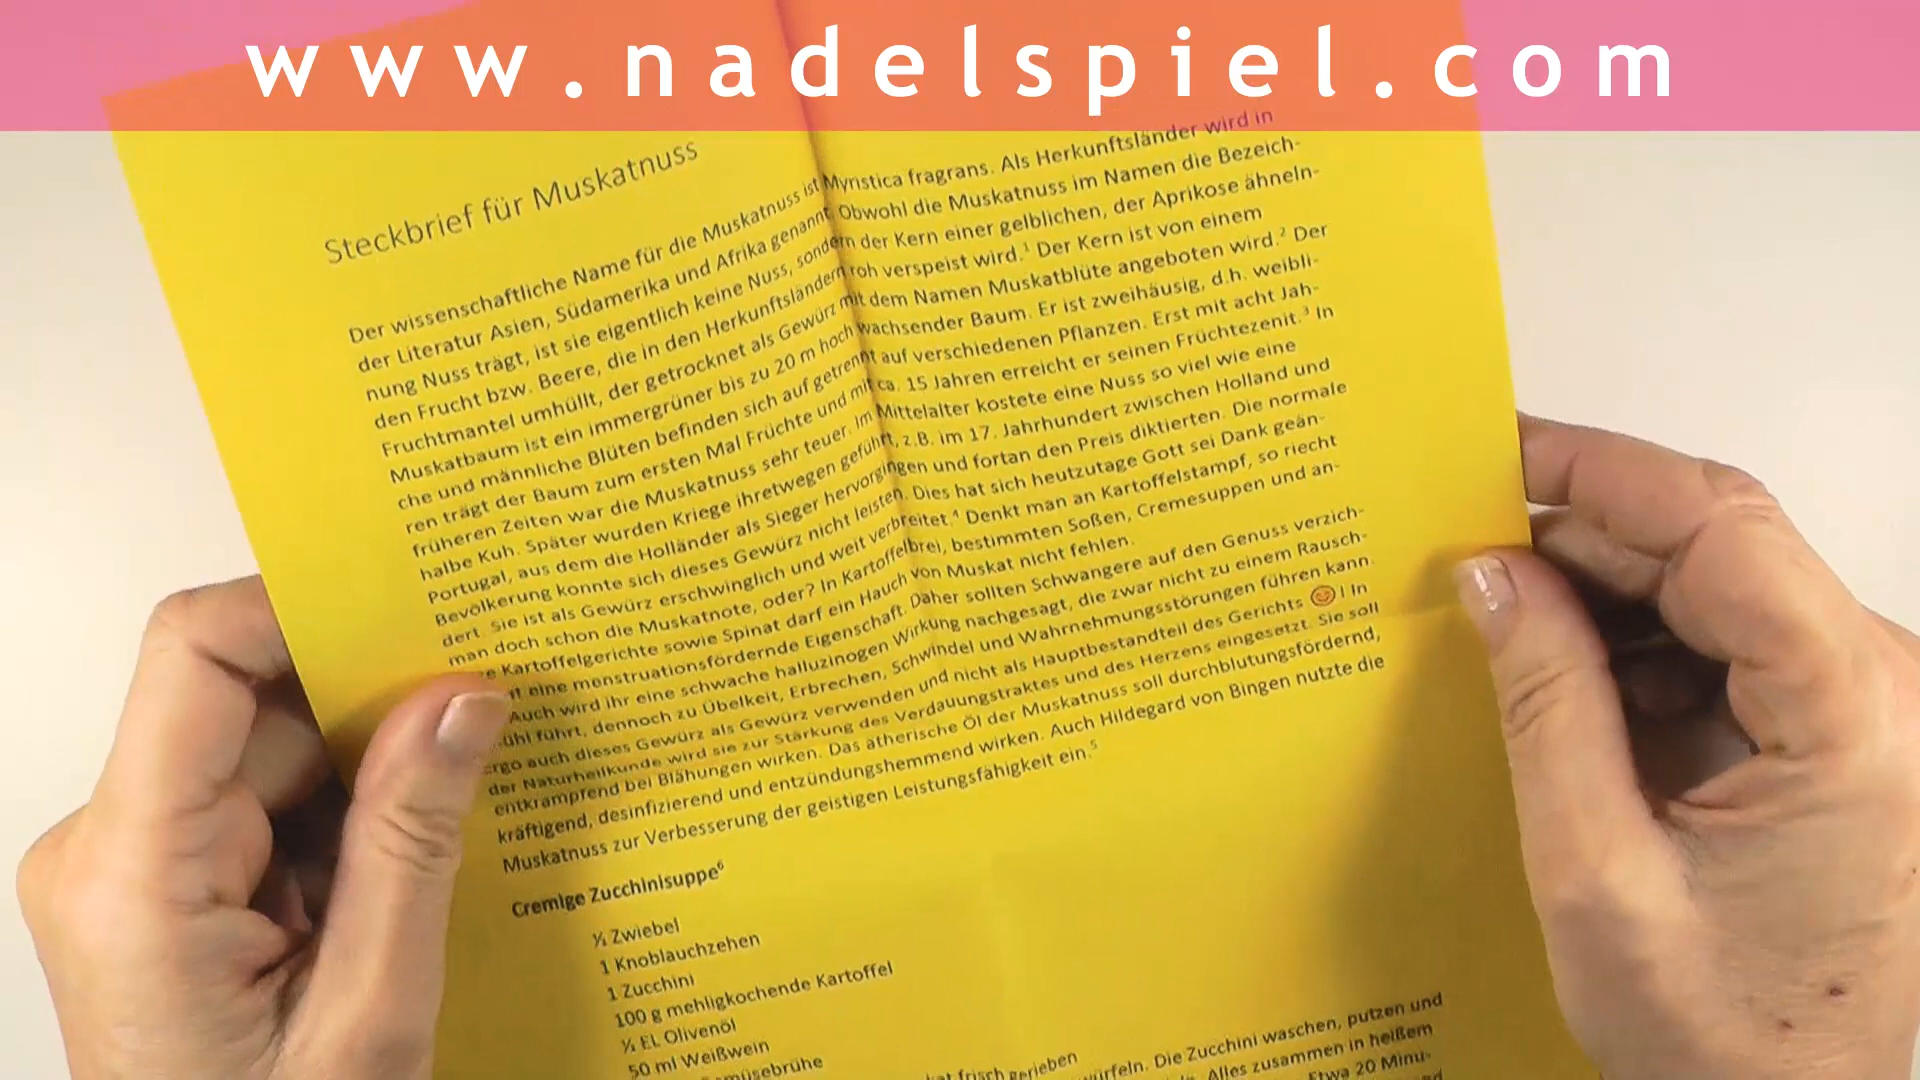 www.nadelspiel.com
Steckbrief für Muskatnuss
Der wissenschaftliche Name für die Muskatnuss ist Myristica fragrans. Als Herkunftsländer wird in
der Literatur Asien, Südamerika und Afrika genannt. Obwohl die Muskatnuss im Namen die Bezeich-
nung Nuss trägt, ist sie eigentlich keine Nuss, sondern der Kern einer gelblichen, der Aprikose ähneln-
den Frucht bzw. Beere, die in den Herkunftsländern roh verspeist wird.¹ Der Kern ist von einem
Fruchtmantel umhüllt, der getrocknet als Gewürz mit dem Namen Muskatblüte angeboten wird.² Der
Muskatbaum ist ein immergrüner bis zu 20 m hoch wachsender Baum. Er ist zweihäusig, d.h. weibli-
che und männliche Blüten befinden sich auf getrennt auf verschiedenen Pflanzen. Erst mit acht Jah-
ren trägt der Baum zum ersten Mal Früchte und mit ca. 15 Jahren erreicht er seinen Früchtezenit.³ In
früheren Zeiten war die Muskatnuss sehr teuer. Im Mittelalter kostete eine Nuss so viel wie eine
halbe Kuh. Später wurden Kriege ihretwegen geführt, z.B. im 17. Jahrhundert zwischen Holland und
Portugal, aus dem die Holländer als Sieger hervorgingen und fortan den Preis diktierten. Die normale
Bevölkerung konnte sich dieses Gewürz nicht leisten. Dies hat sich heutzutage Gott sei Dank geän-
dert. Sie ist als Gewürz erschwinglich und weit verbreitet.⁴ Denkt man an Kartoffelstampf, so riecht
man doch schon die Muskatnote, oder? In Kartoffelbrei, bestimmten Soßen, Cremesuppen und an-
Kartoffelgerichte sowie Spinat darf ein Hauch von Muskat nicht fehlen.
eine menstruationsfördernde Eigenschaft. Daher sollten Schwangere auf den Genuss verzich-
Auch wird ihr eine schwache halluzinogen Wirkung nachgesagt, die zwar nicht zu einem Rausch-
führt, dennoch zu Übelkeit, Erbrechen, Schwindel und Wahrnehmungsstörungen führen kann.
ergo auch dieses Gewürz als Gewürz verwenden und nicht als Hauptbestandteil des Gerichts 😊! In
der Naturheilkunde wird sie zur Stärkung des Verdauungstraktes und des Herzens eingesetzt. Sie soll
entkrampfend bei Blähungen wirken. Das ätherische Öl der Muskatnuss soll durchblutungsfördernd,
kräftigend, desinfizierend und entzündungshemmend wirken. Auch Hildegard von Bingen nutzte die
Muskatnuss zur Verbesserung der geistigen Leistungsfähigkeit ein.⁵
Cremige Zucchinisuppe⁶
Zwiebel
1 Knoblauchzehen
1 Zucchini
100 g mehligkochende Kartoffel
EL Olivenöl
50 ml Weißwein
frisch gerieben
Die Zucchini waschen, putzen und
Alles zusammen in heißem
Etwa 20 Minu-